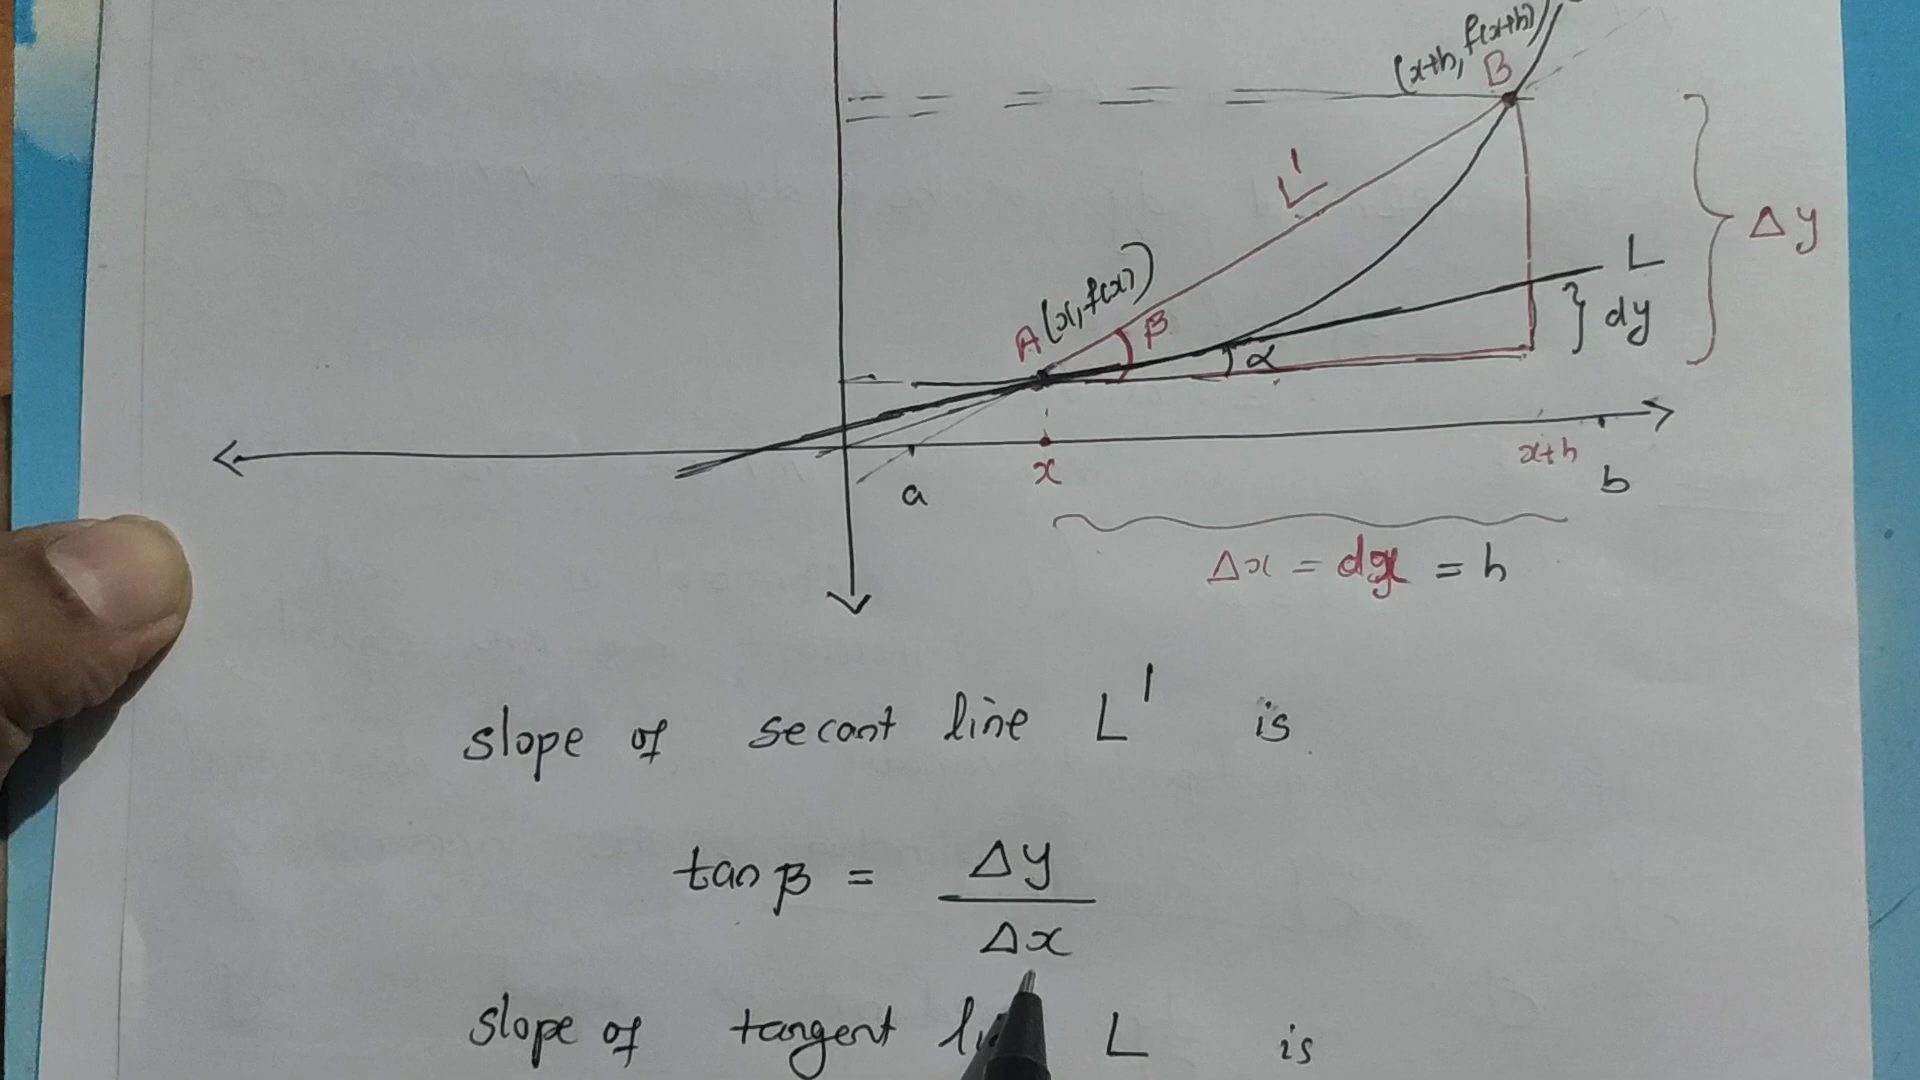 (x+h, f(x+h))
B
L'
Δy
L
A(x, f(x))
β
α
dy
a
x
x+h
b
Δx = dx = h
slope of secant line L' is
tan β = Δy
Δx
slope of tangent L is